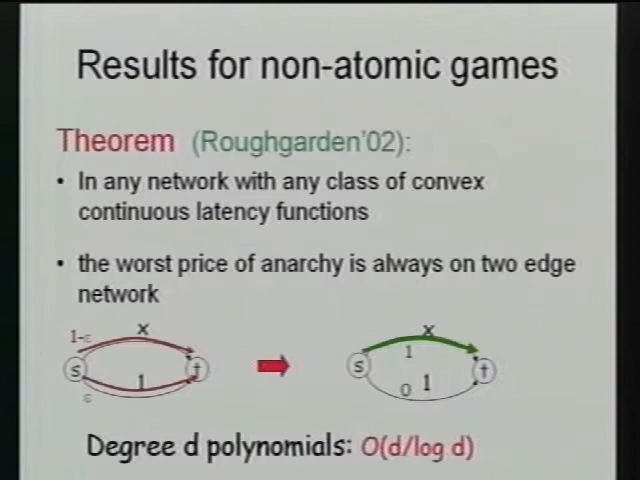 Results for non-atomic games
Theorem (Roughgarden'02):
• In any network with any class of convex
continuous latency functions
• the worst price of anarchy is always on two edge
network
1-ε x
s 1 t
ε
x
1
s 0 1 t
Degree d polynomials: O(d/log d)